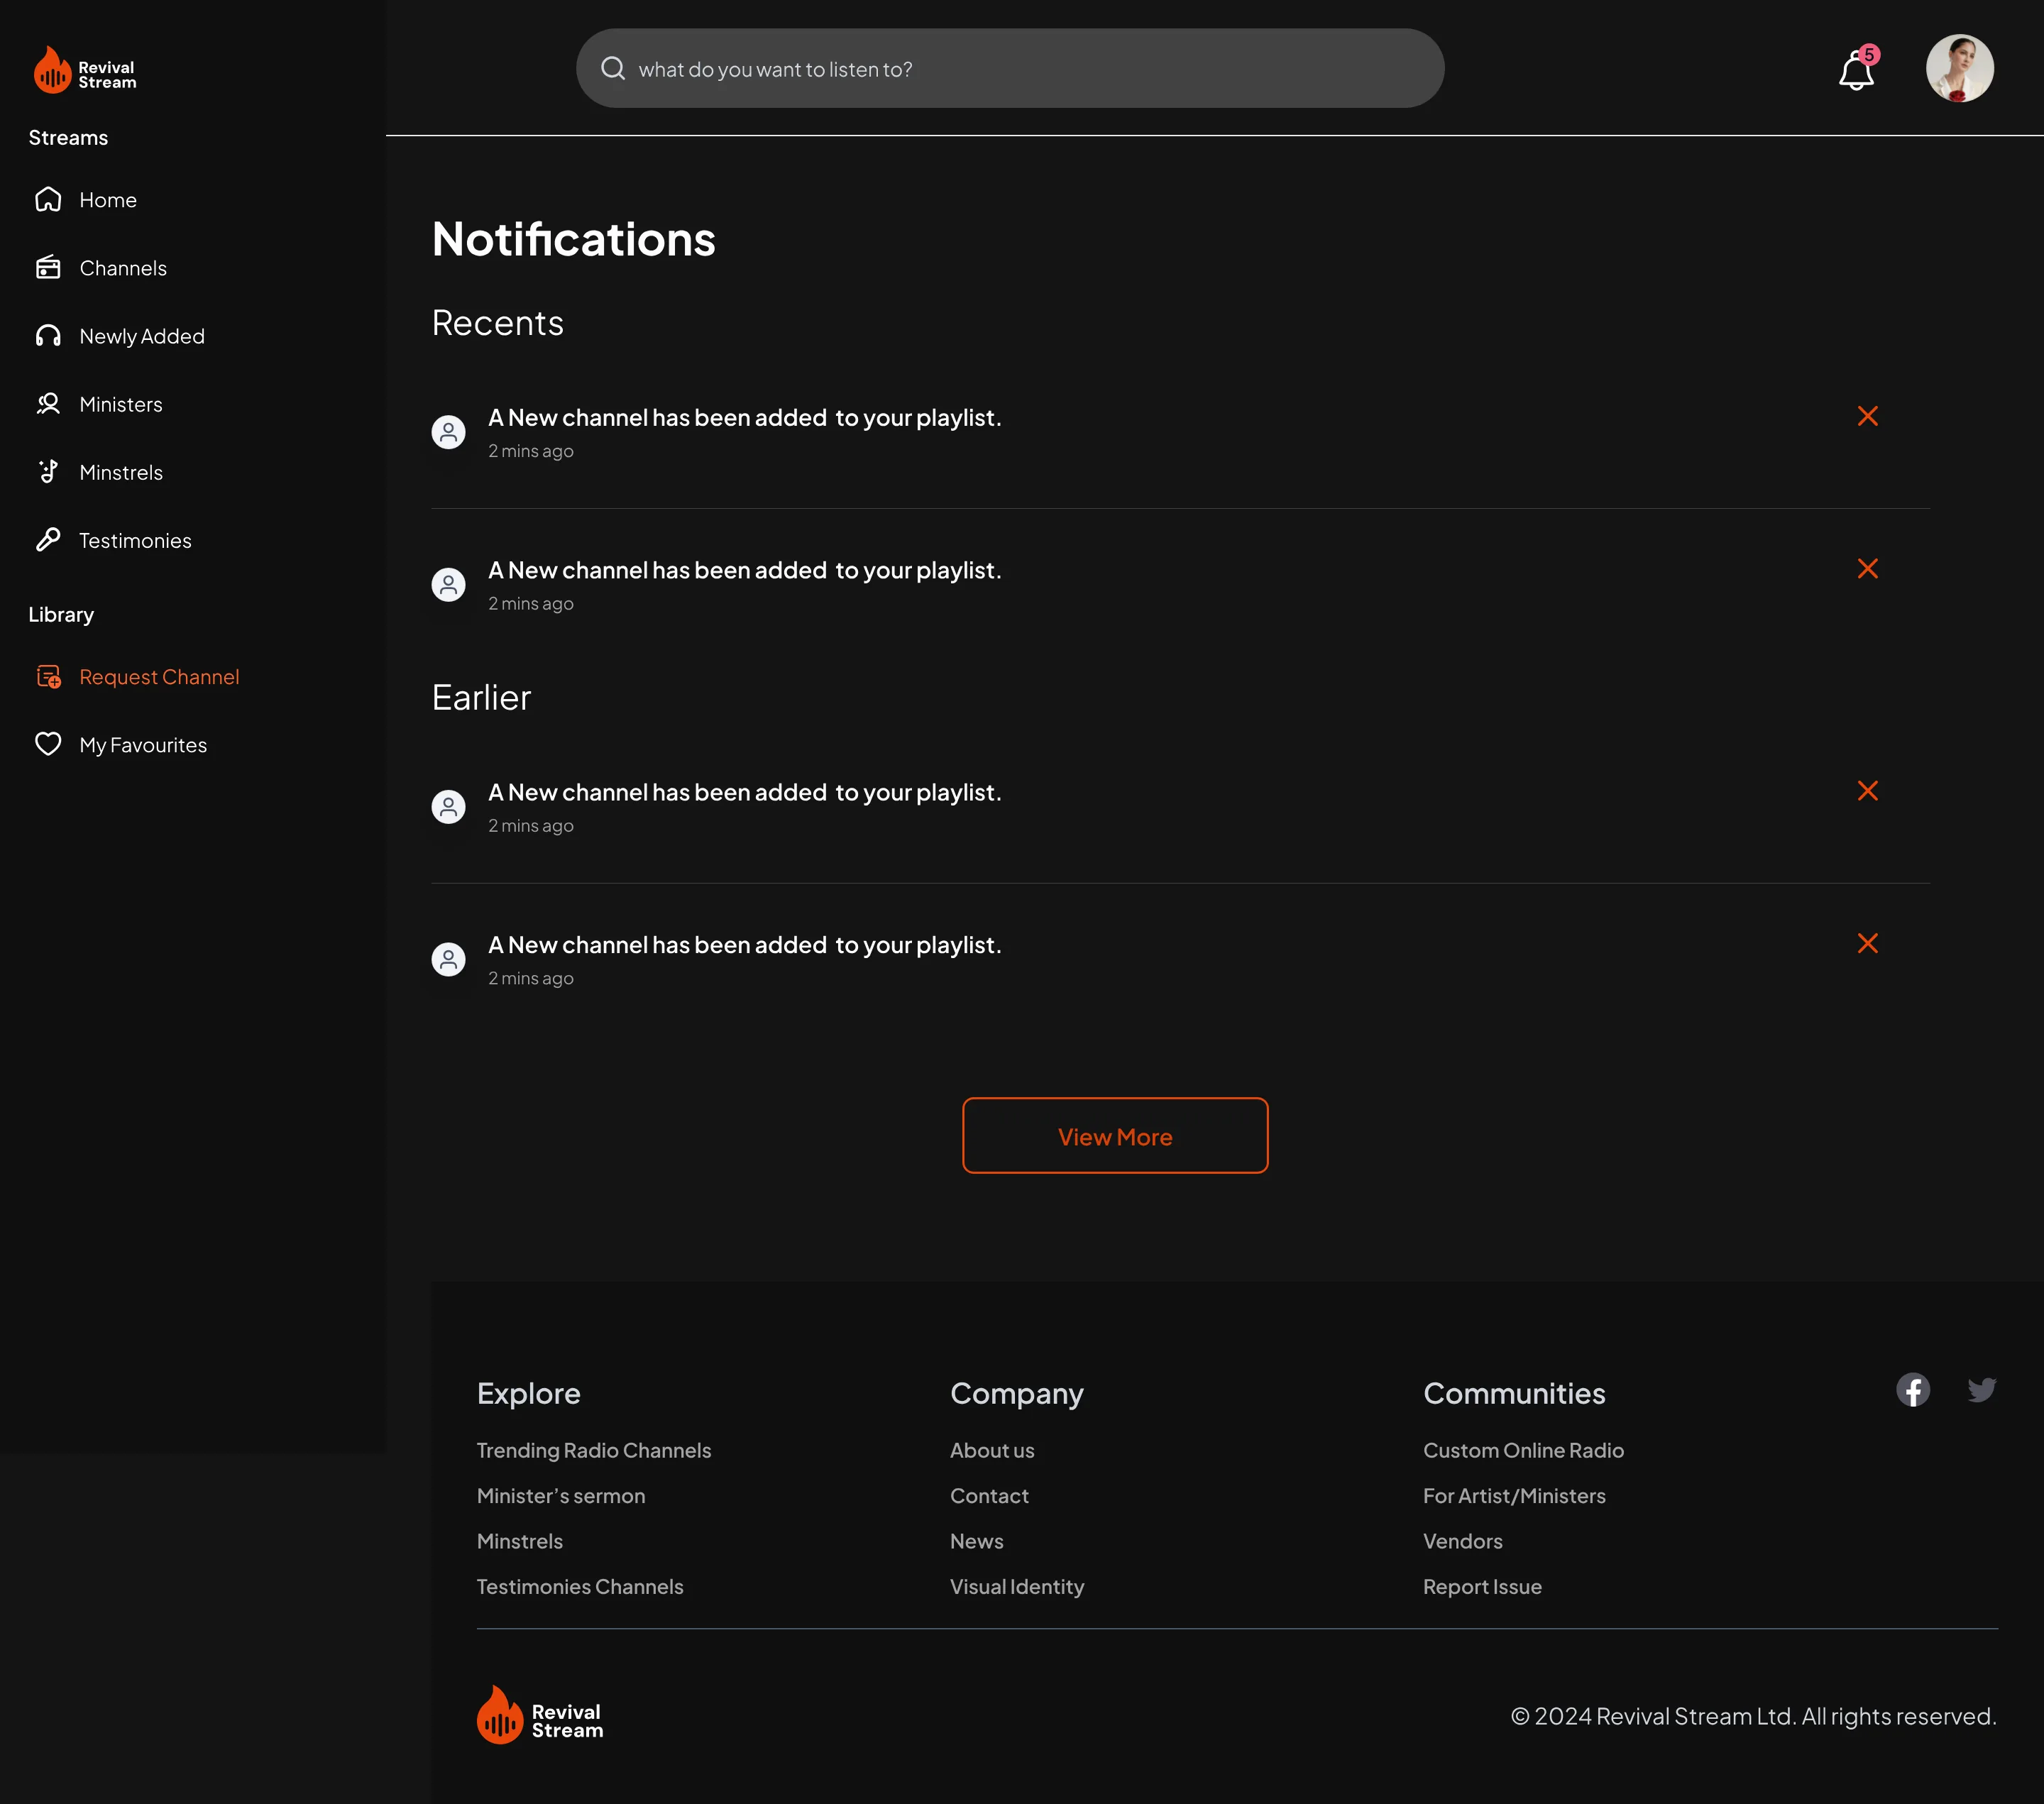 Revival
Stream
what do you want to listen to?
5
Streams
Home
Channels
Newly Added
Ministers
Minstrels
Testimonies
Library
Request Channel
My Favourites
Notifications
Recents
A New channel has been added to your playlist.
2 mins ago
A New channel has been added to your playlist.
2 mins ago
Earlier
A New channel has been added to your playlist.
2 mins ago
A New channel has been added to your playlist.
2 mins ago
View More
Explore
Trending Radio Channels
Minister’s sermon
Minstrels
Testimonies Channels
Company
About us
Contact
News
Visual Identity
Communities
Custom Online Radio
For Artist/Ministers
Vendors
Report Issue
Revival
Stream
© 2024 Revival Stream Ltd. All rights reserved.